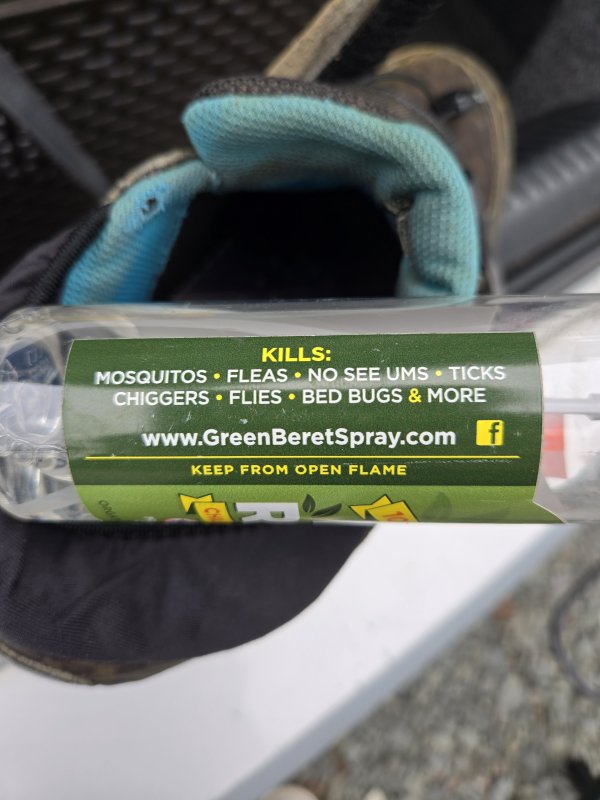 KILLS:
MOSQUITOS • FLEAS • NO SEE UMS • TICKS
CHIGGERS • FLIES • BED BUGS & MORE
www.GreenBeretSpray.com f
KEEP FROM OPEN FLAME